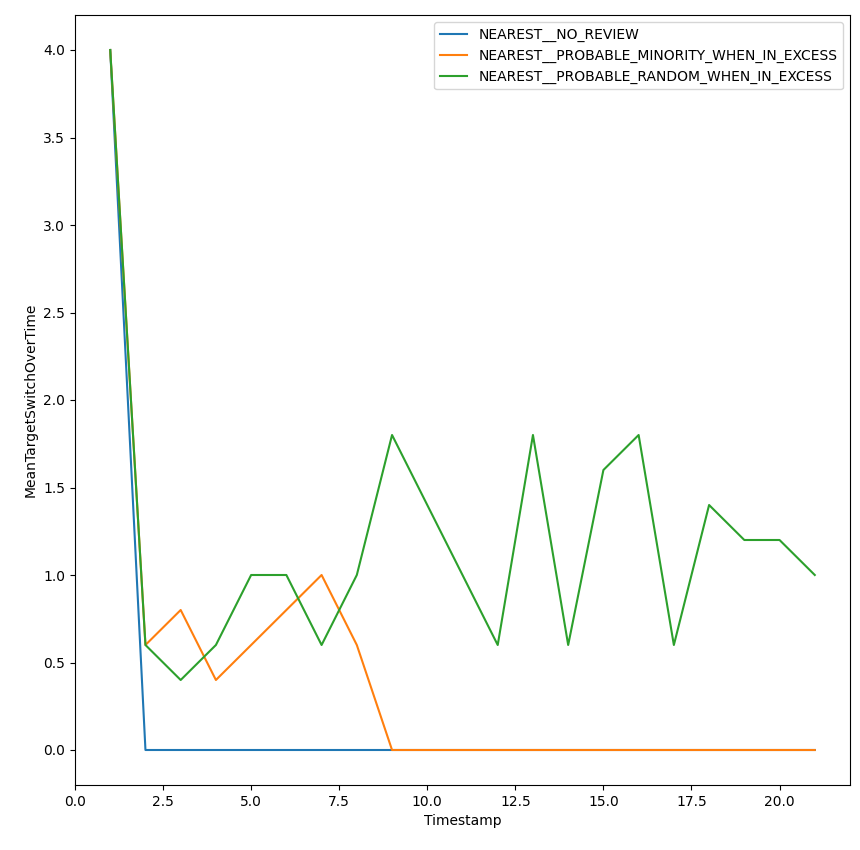 NEAREST__NO_REVIEW
NEAREST__PROBABLE_MINORITY_WHEN_IN_EXCESS
NEAREST__PROBABLE_RANDOM_WHEN_IN_EXCESS
4.0
3.5
3.0
2.5
2.0
1.5
1.0
0.5
0.0
MeanTargetSwitchOverTime
0.0 2.5 5.0 7.5 10.0 12.5 15.0 17.5 20.0
Timestamp